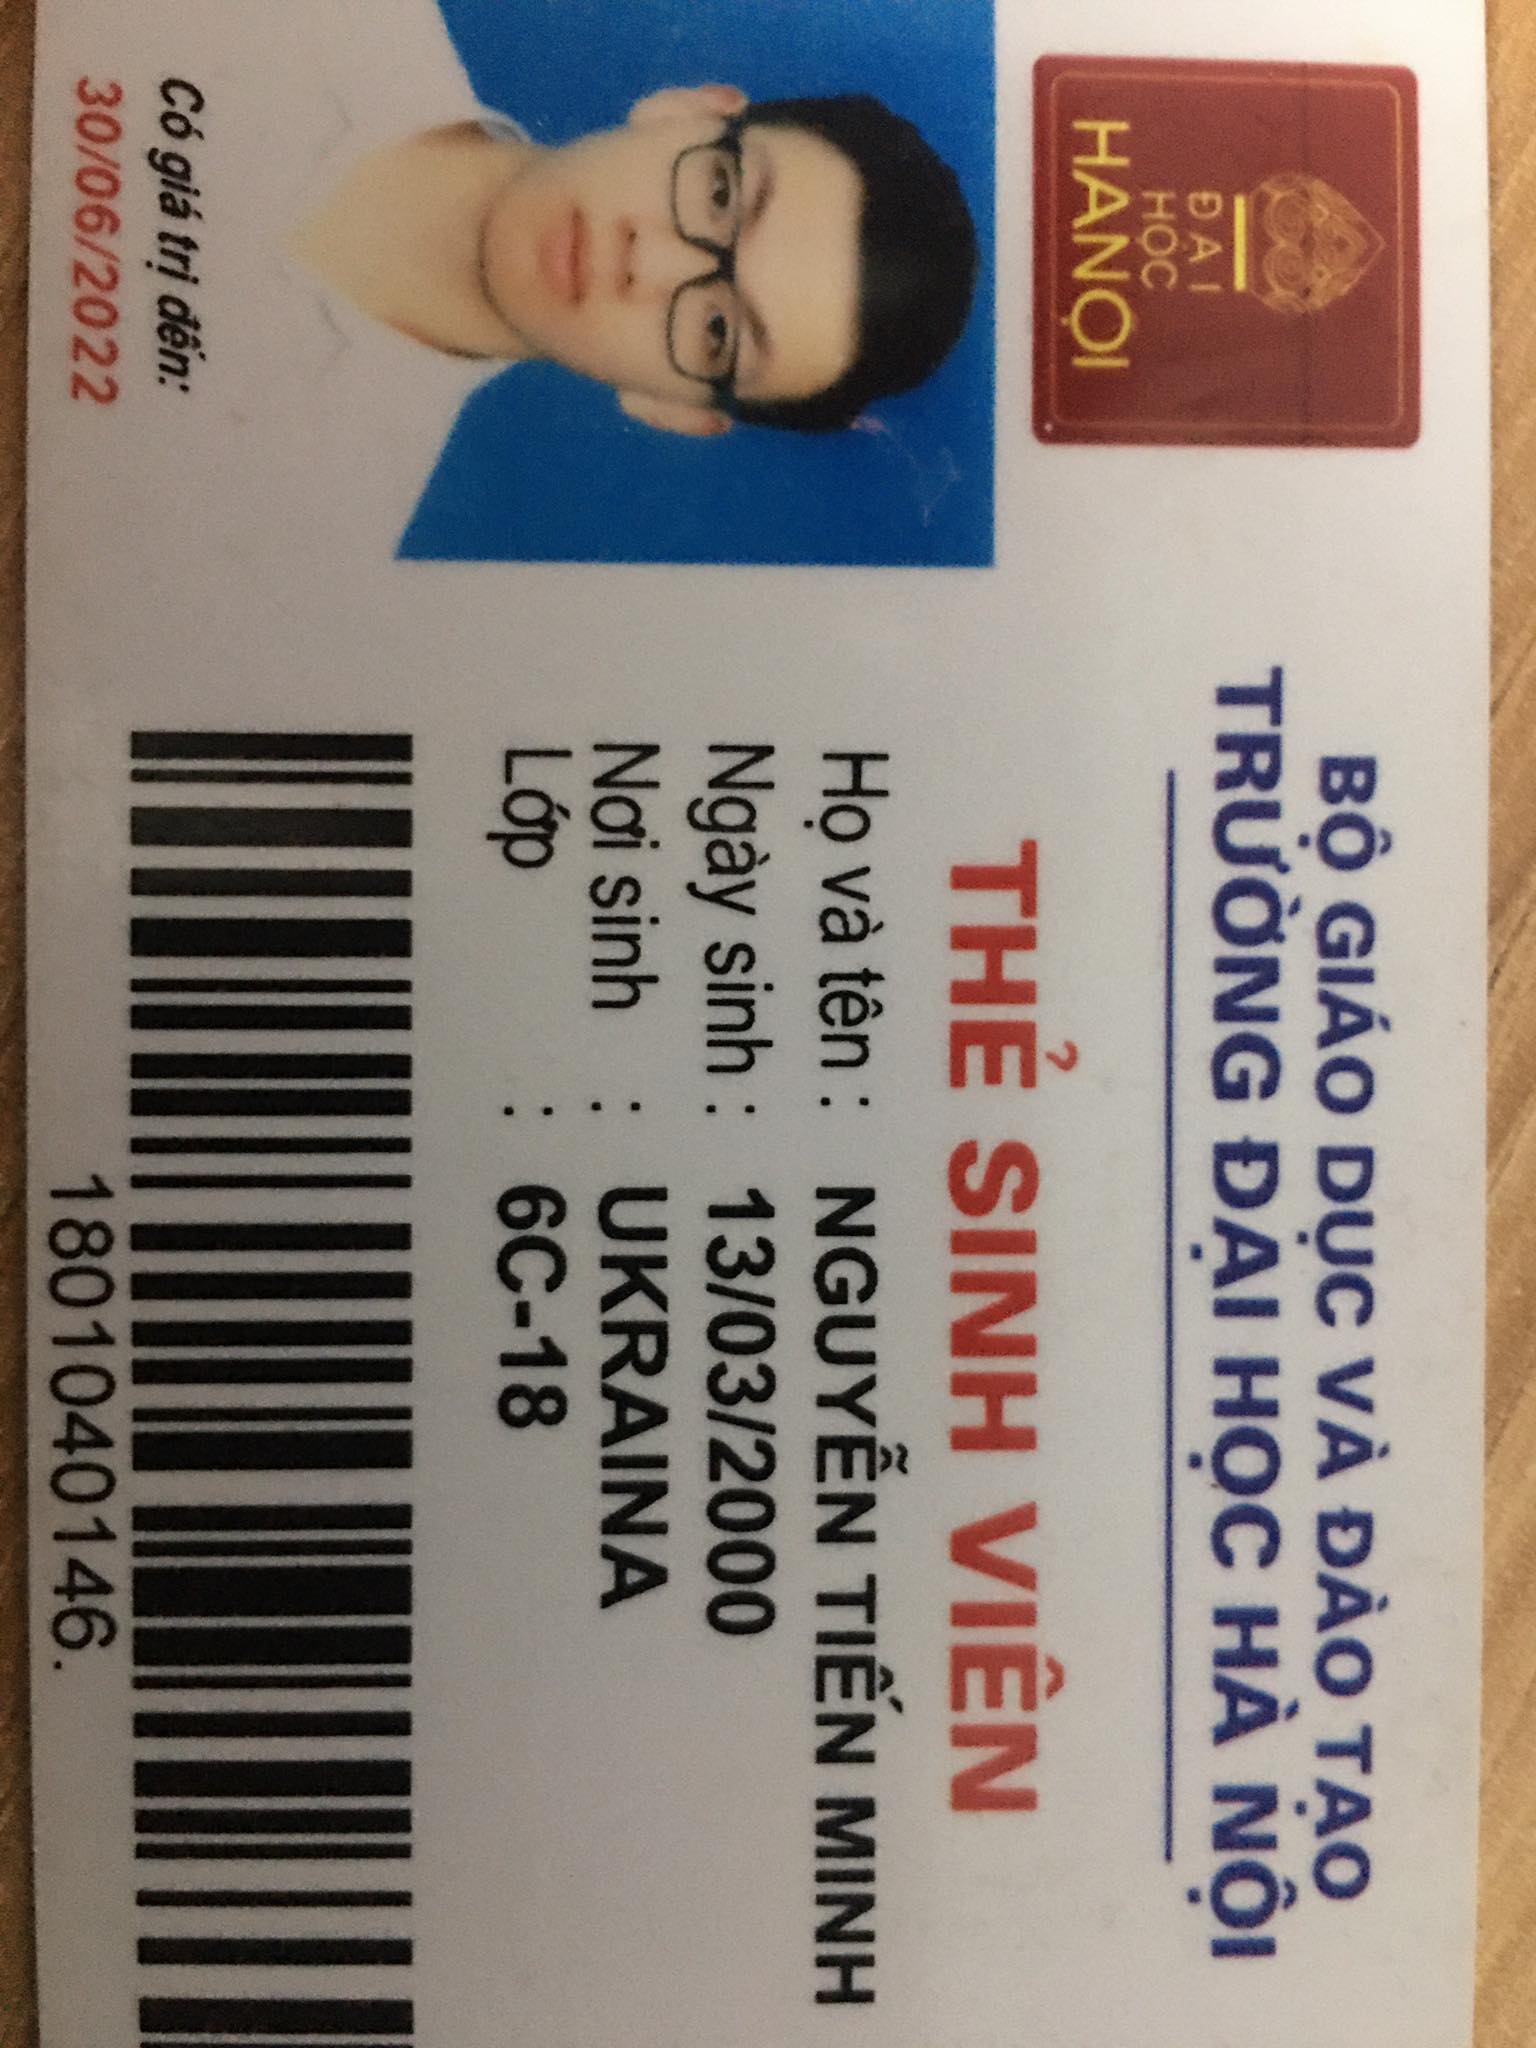 ĐẠI
HỌC
HANỘI
BỘ GIÁO DỤC VÀ ĐÀO TẠO
TRƯỜNG ĐẠI HỌC HÀ NỘI
THẺ SINH VIÊN
Họ và tên : NGUYỄN TIẾN MINH
Ngày sinh : 13/03/2000
Nơi sinh : UKRAINA
Lớp : 6C-18
Có giá trị đến:
30/06/2022
1801040146.